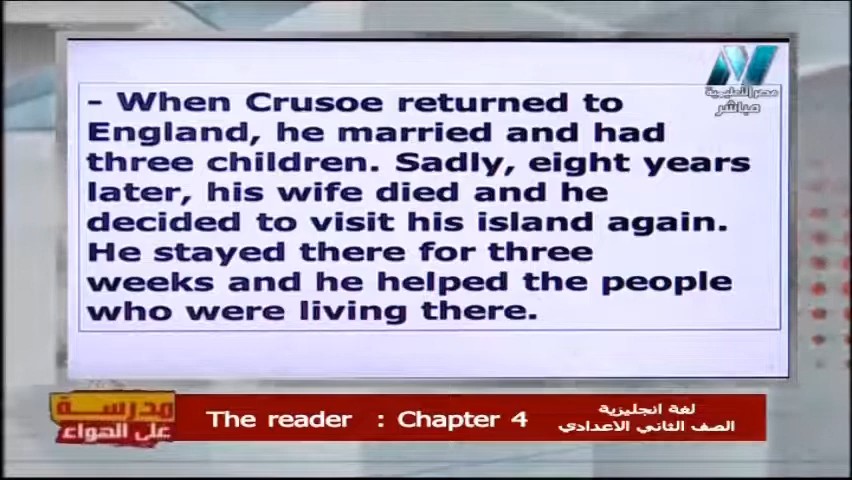 مصر التعليمية
مباشر
- When Crusoe returned to
England, he married and had
three children. Sadly, eight years
later, his wife died and he
decided to visit his island again.
He stayed there for three
weeks and he helped the people
who were living there.
مدرسة
على الهواء
The reader : Chapter 4
لغة انجليزية
الصف الثاني الاعدادي